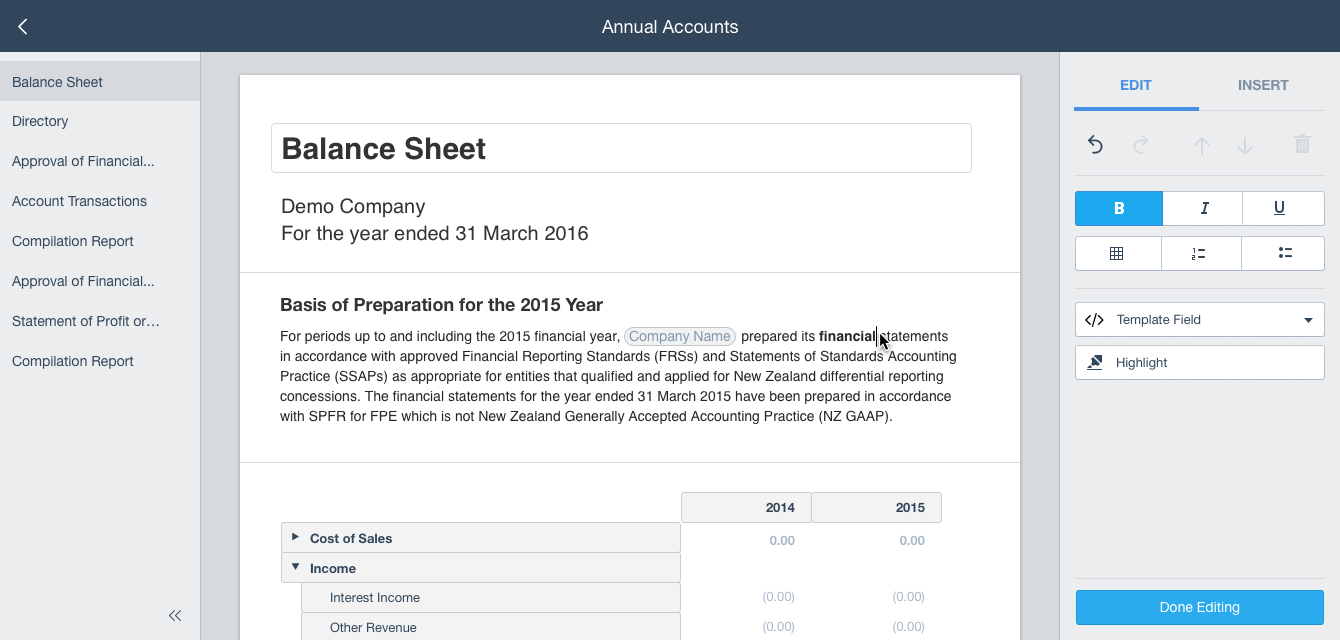 Annual Accounts
Balance Sheet
Directory
Approval of Financial...
Account Transactions
Compilation Report
Approval of Financial...
Statement of Profit or...
Compilation Report
Balance Sheet
Demo Company
For the year ended 31 March 2016
Basis of Preparation for the 2015 Year
For periods up to and including the 2015 financial year, Company Name prepared its financial statements
in accordance with approved Financial Reporting Standards (FRSs) and Statements of Standards Accounting
Practice (SSAPs) as appropriate for entities that qualified and applied for New Zealand differential reporting
concessions. The financial statements for the year ended 31 March 2015 have been prepared in accordance
with SPFR for FPE which is not New Zealand Generally Accepted Accounting Practice (NZ GAAP).
2014 2015
Cost of Sales 0.00 0.00
Income
Interest Income (0.00) (0.00)
Other Revenue (0.00) (0.00)
EDIT INSERT
B I U
Template Field
Highlight
Done Editing